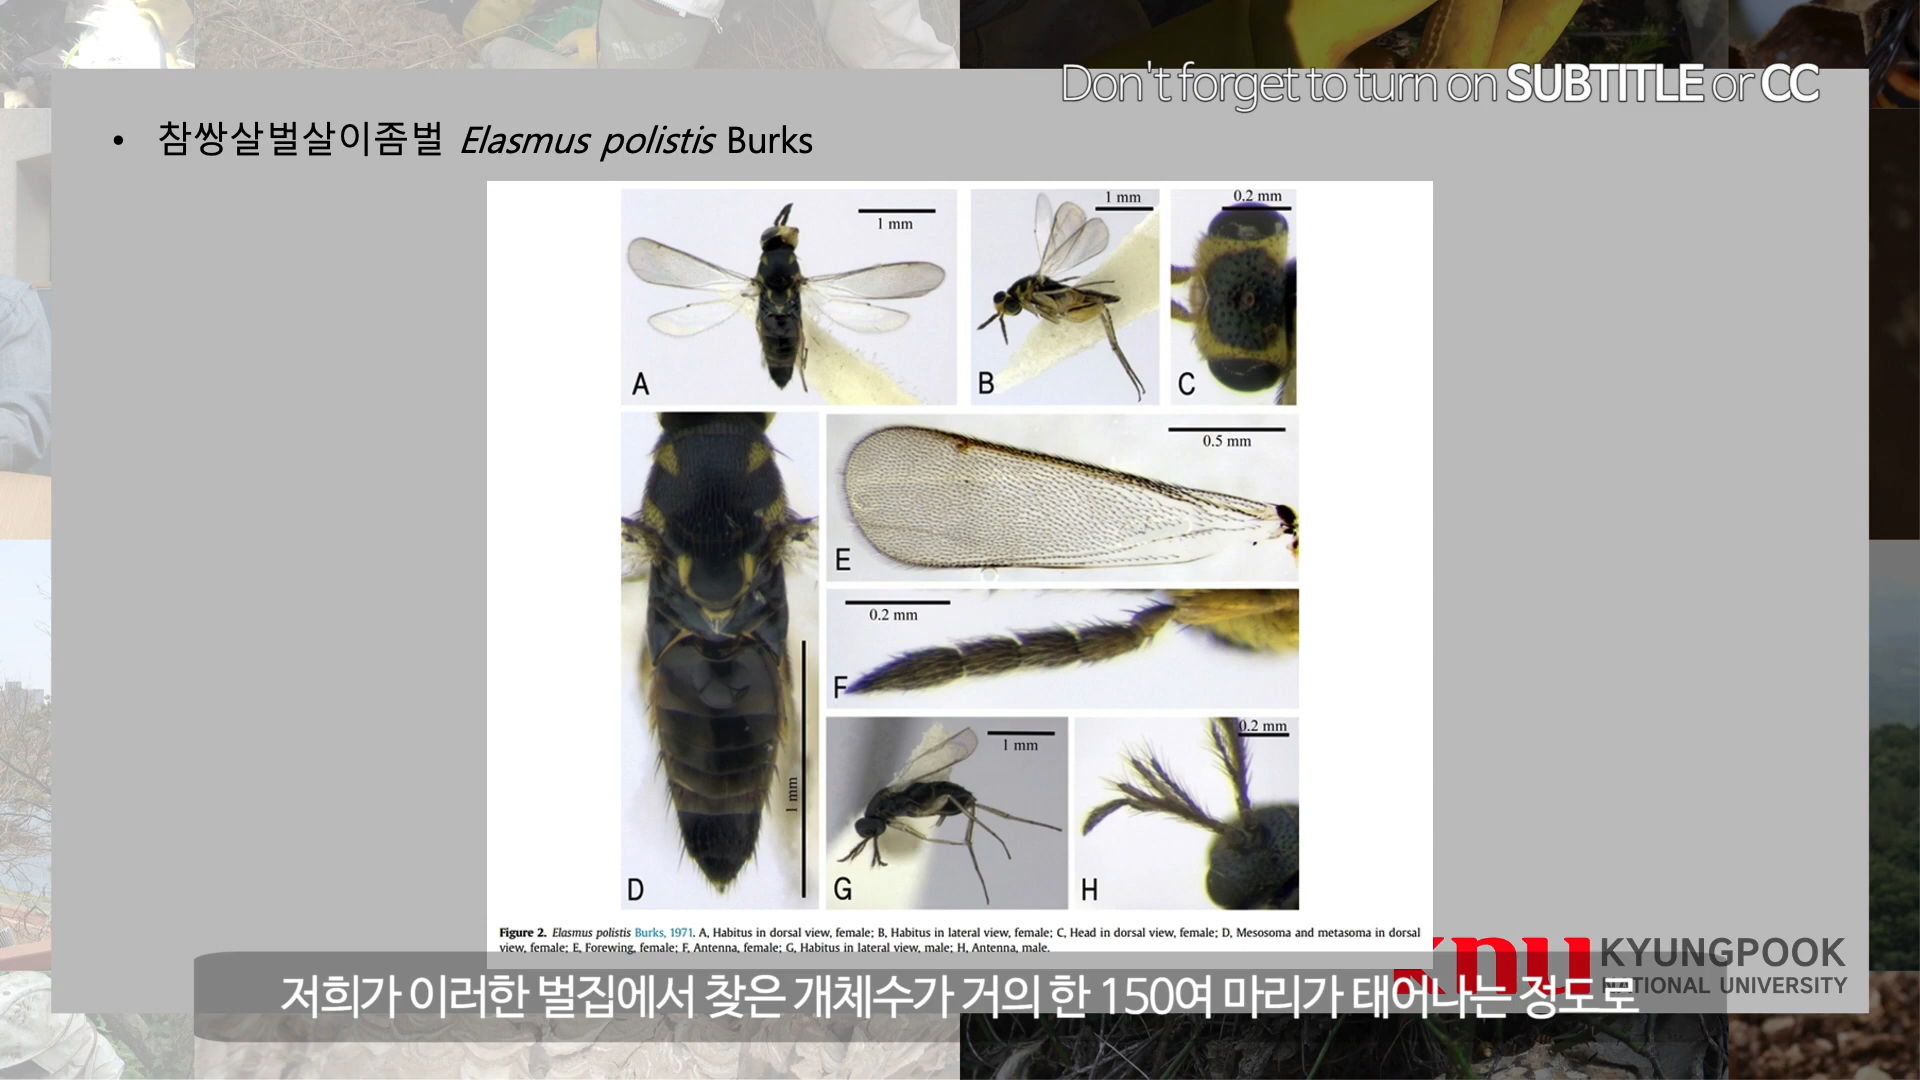 Don't forget to turn on SUBTITLE or CC
• 참쌍살벌살이좀벌 Elasmus polistis Burks
1 mm
A
1 mm
B
0.2 mm
C
1 mm
D
0.5 mm
E
0.2 mm
F
1 mm
G
0.2 mm
H
Figure 2. Elasmus polistis Burks, 1971. A, Habitus in dorsal view, female; B, Habitus in lateral view, female; C, Head in dorsal view, female; D, Mesosoma and metasoma in dorsal
view, female; E, Forewing, female; F, Antenna, female; G, Habitus in lateral view, male; H, Antenna, male.
knu KYUNGPOOK
NATIONAL UNIVERSITY
저희가 이러한 벌집에서 찾은 개체수가 거의 한 150여 마리가 태어나는 정도로